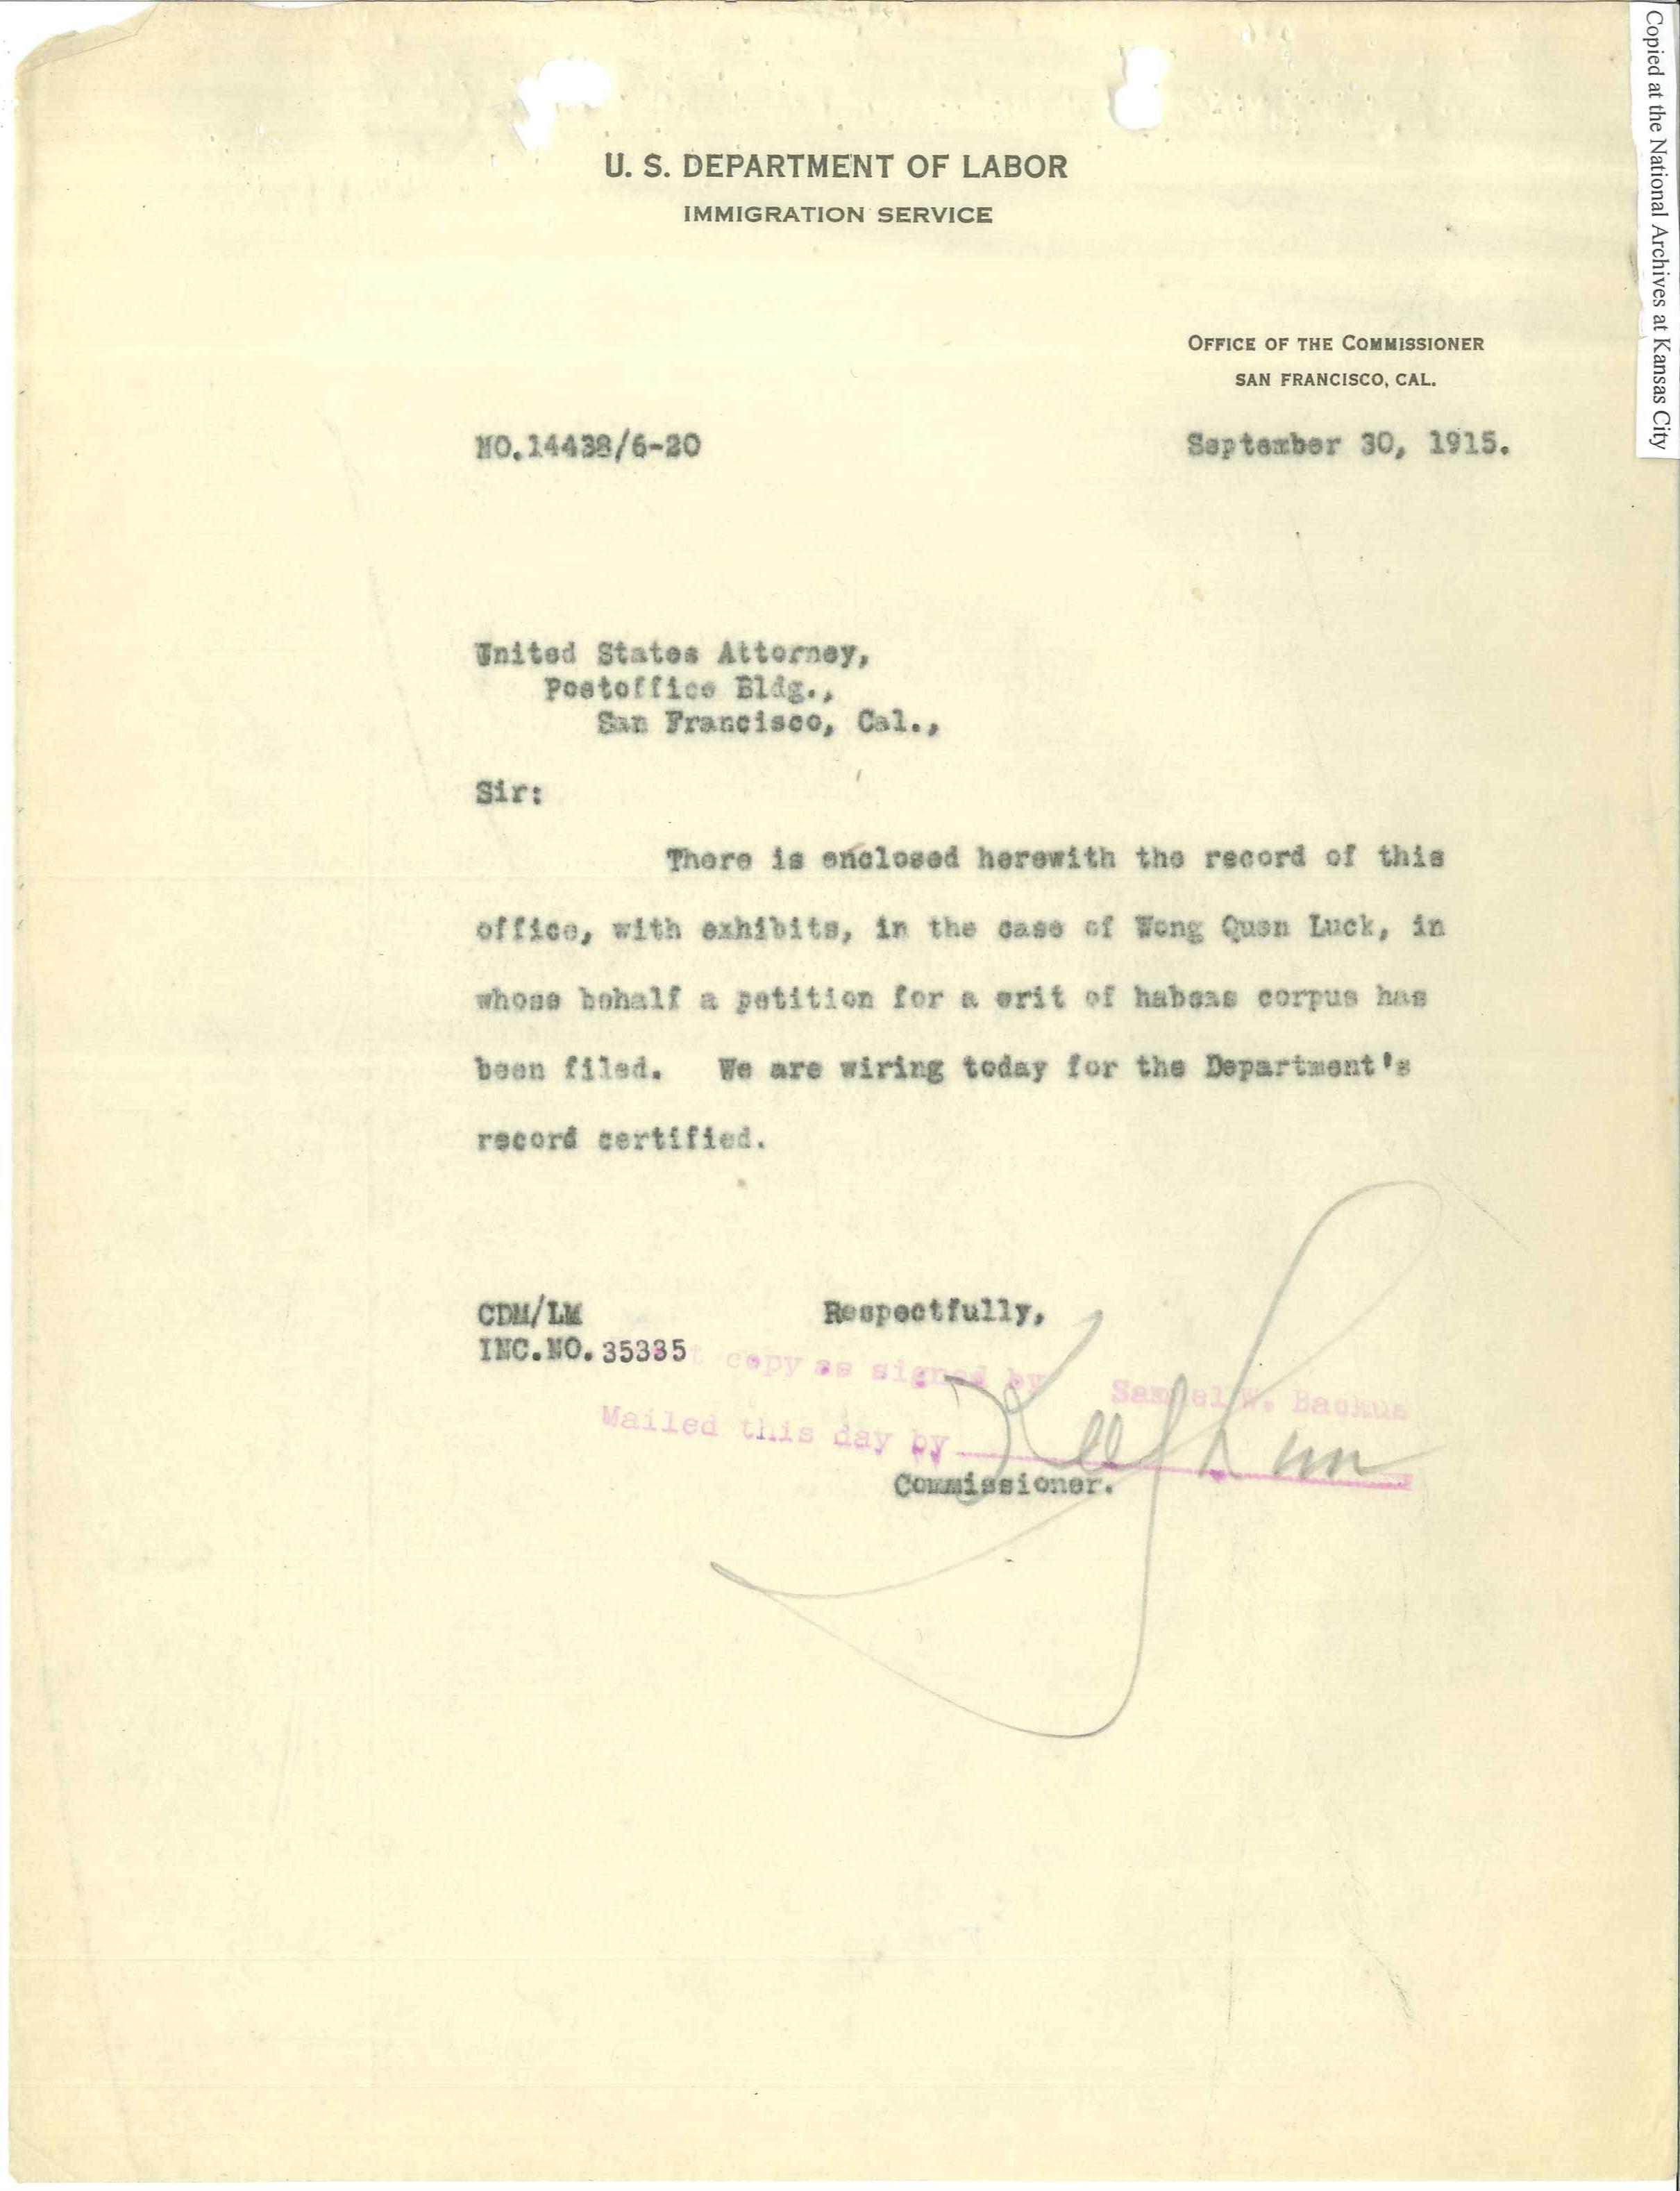 U. S. DEPARTMENT OF LABOR
IMMIGRATION SERVICE
OFFICE OF THE COMMISSIONER
SAN FRANCISCO, CAL.
NO.14438/6-20
September 30, 1915.
United States Attorney,
Postoffice Bldg.,
San Francisco, Cal.,
Sir:
There is enclosed herewith the record of this
office, with exhibits, in the case of Wong Quen Luck, in
whose behalf a petition for a writ of habeas corpus has
been filed. We are wiring today for the Department's
record certified.
CDM/LM
Respectfully,
INC.NO. 35335
copy as signed by Samuel W. Backus
Mailed this day by
Commissioner.
Copied at the National Archives at Kansas City